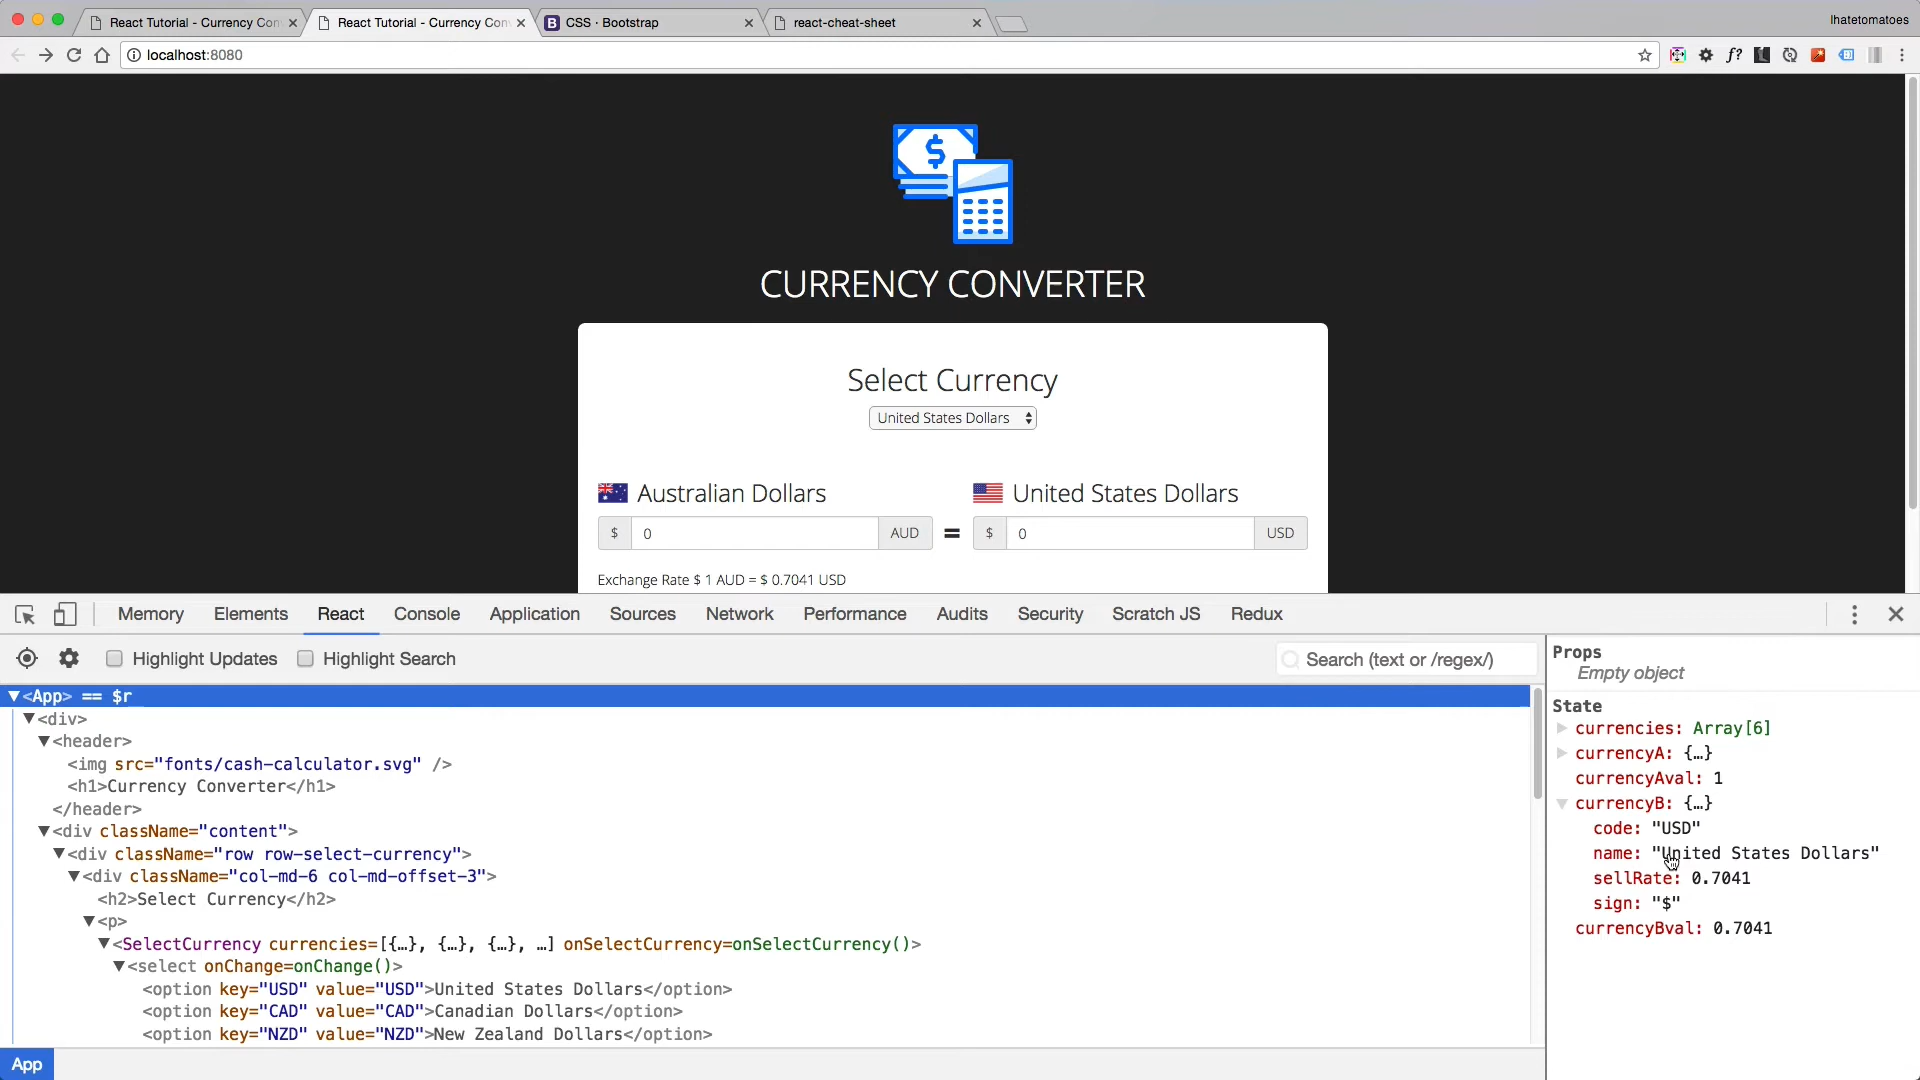 React Tutorial - Currency Con
React Tutorial - Currency Con
B CSS · Bootstrap
react-cheat-sheet
lhatetomatoes
localhost:8080
f?
$
CURRENCY CONVERTER
Select Currency
United States Dollars
Australian Dollars
United States Dollars
$ 0 AUD = $ 0 USD
Exchange Rate $ 1 AUD = $ 0.7041 USD
Memory Elements React Console Application Sources Network Performance Audits Security Scratch JS Redux
Highlight Updates Highlight Search Search (text or /regex/)
<App> == $r
<div>
<header>
<img src="fonts/cash-calculator.svg" />
<h1>Currency Converter</h1>
</header>
<div className="content">
<div className="row row-select-currency">
<div className="col-md-6 col-md-offset-3">
<h2>Select Currency</h2>
<p>
<SelectCurrency currencies=[{…}, {…}, {…}, …] onSelectCurrency=onSelectCurrency()>
<select onChange=onChange()>
<option key="USD" value="USD">United States Dollars</option>
<option key="CAD" value="CAD">Canadian Dollars</option>
<option key="NZD" value="NZD">New Zealand Dollars</option>
App
Props
Empty object
State
currencies: Array[6]
currencyA: {…}
currencyAval: 1
currencyB: {…}
code: "USD"
name: "United States Dollars"
sellRate: 0.7041
sign: "$"
currencyBval: 0.7041